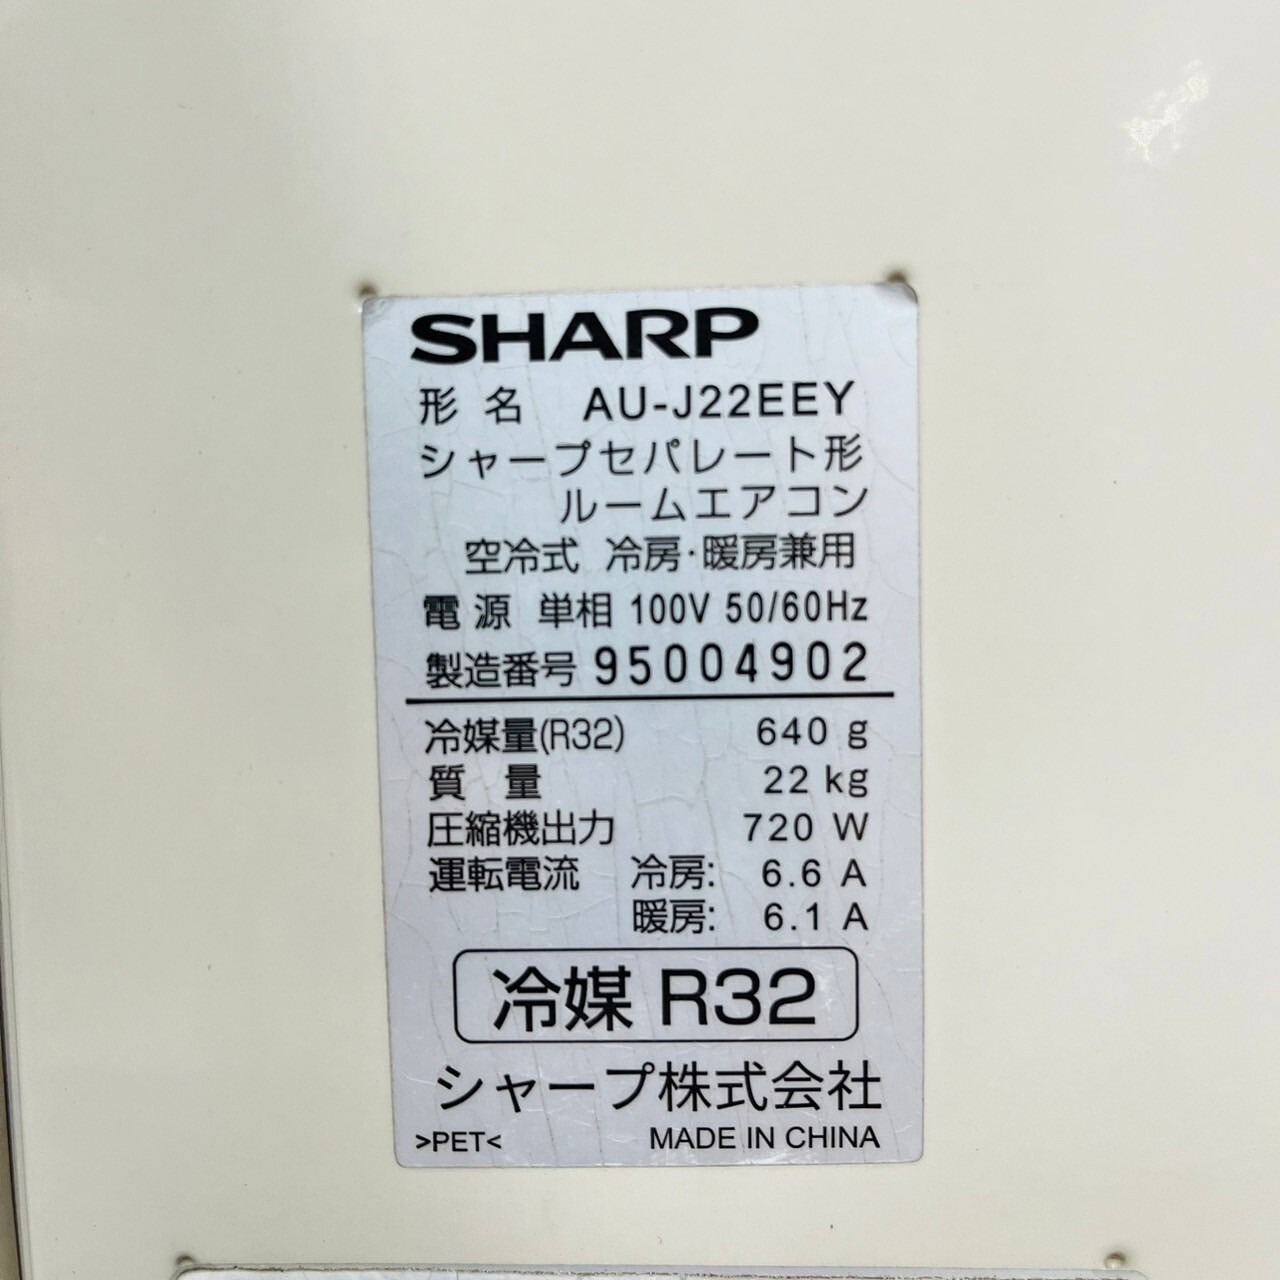 SHARP
形名 AU-J22EEY
シャープセパレート形
ルームエアコン
空冷式 冷房・暖房兼用
電源 単相 100V 50/60Hz
製造番号 95004902
冷媒量(R32) 640 g
質量 22 kg
圧縮機出力 720 W
運転電流 冷房: 6.6 A
暖房: 6.1 A
冷媒 R32
シャープ株式会社
>PET< MADE IN CHINA